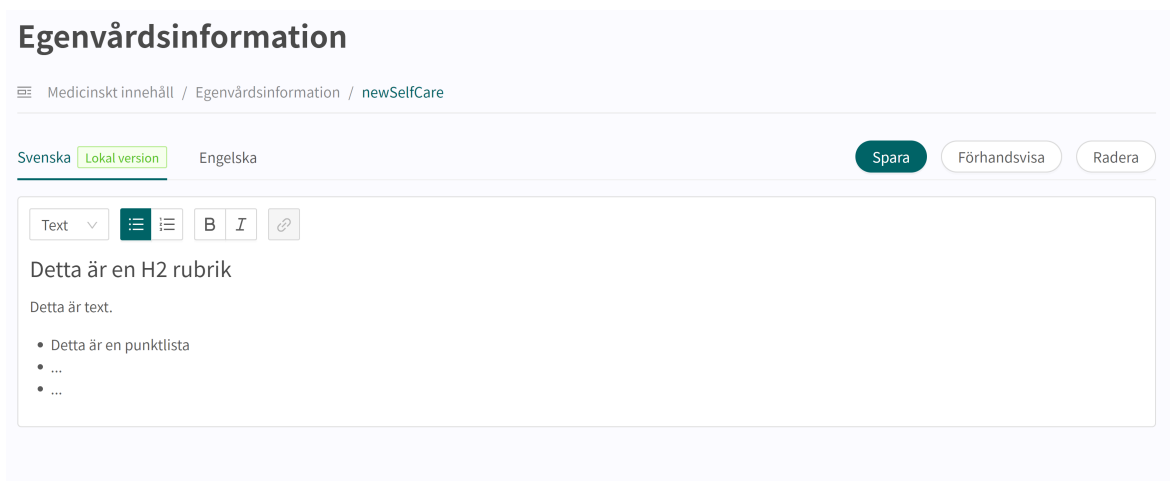 Egenvårdsinformation
Medicinskt innehåll / Egenvårdsinformation / newSelfCare
Svenska Lokal version Engelska Spara Förhandsvisa Radera
Text B I
Detta är en H2 rubrik
Detta är text.
• Detta är en punktlista
• ...
• ...